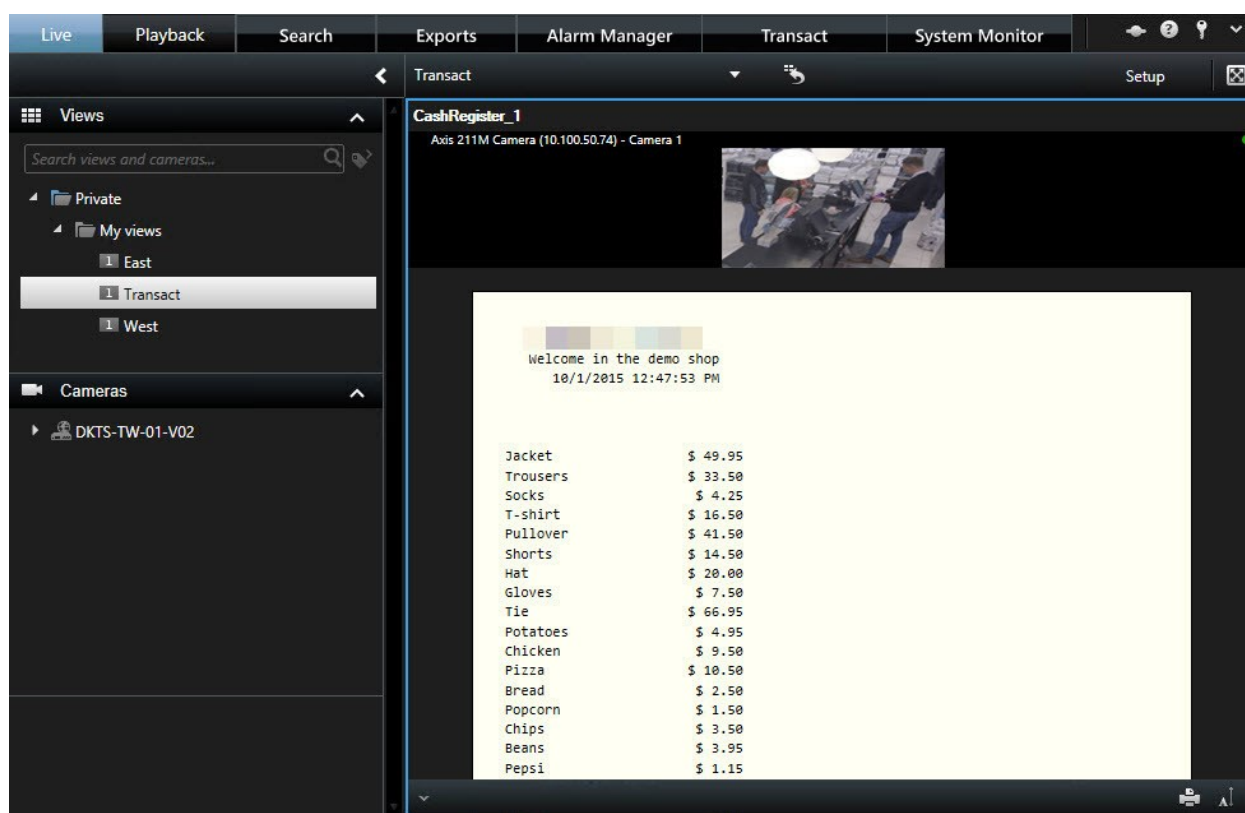 Live Playback Search Exports Alarm Manager Transact System Monitor
Transact Setup
Views
Search views and cameras...
Private
My views
1 East
1 Transact
1 West
Cameras
DKTS-TW-01-V02
CashRegister_1
Axis 211M Camera (10.100.50.74) - Camera 1
Welcome in the demo shop
10/1/2015 12:47:53 PM
Jacket $ 49.95
Trousers $ 33.50
Socks $ 4.25
T-shirt $ 16.50
Pullover $ 41.50
Shorts $ 14.50
Hat $ 20.00
Gloves $ 7.50
Tie $ 66.95
Potatoes $ 4.95
Chicken $ 9.50
Pizza $ 10.50
Bread $ 2.50
Popcorn $ 1.50
Chips $ 3.50
Beans $ 3.95
Pepsi $ 1.15
A